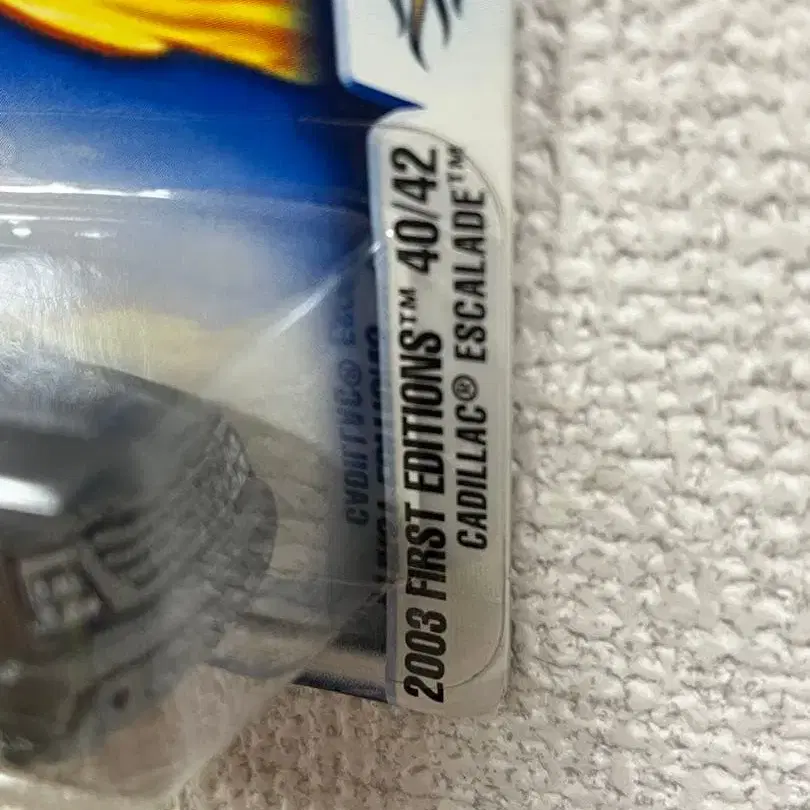 2003 FIRST EDITIONS™ 40/42
CADILLAC® ESCALADE™